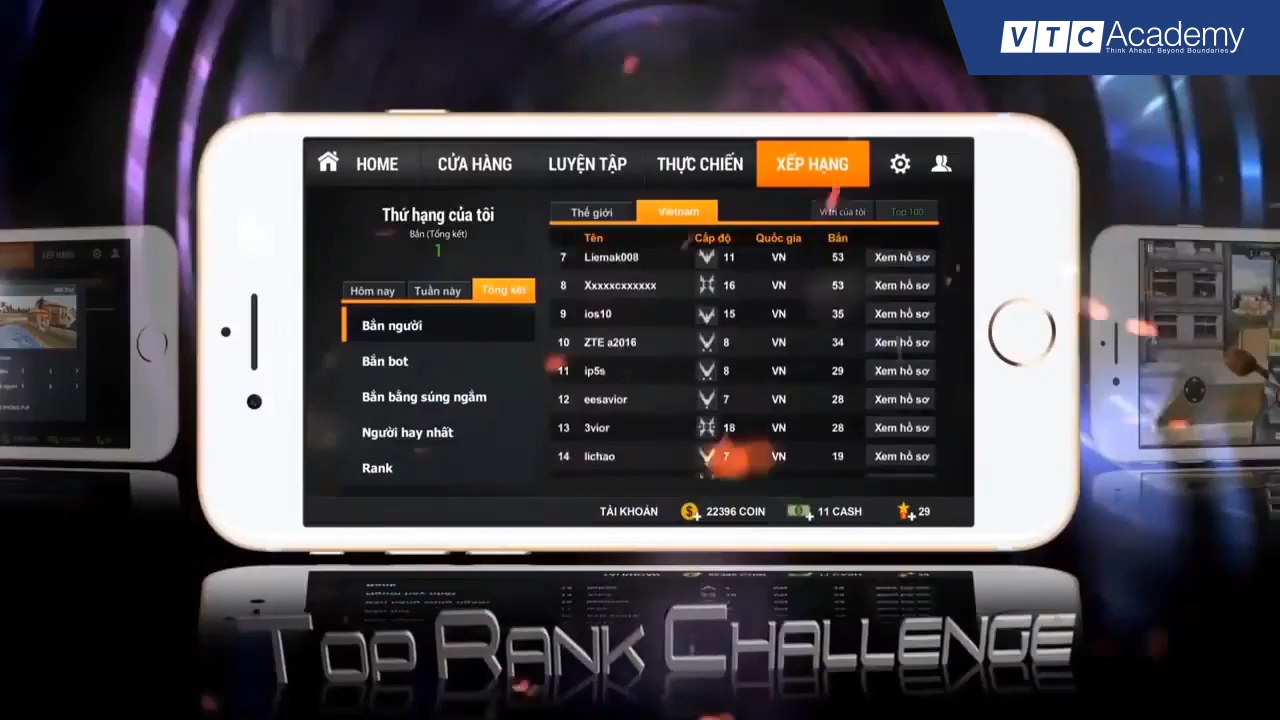 VTC Academy
Think Ahead, Beyond Boundaries
HOME CỬA HÀNG LUYỆN TẬP THỰC CHIẾN XẾP HẠNG
Thứ hạng của tôi
Bắn (Tổng kết)
1
Hôm nay Tuần này Tổng kết
Bắn người
Bắn bot
Bắn bằng súng ngắm
Người hay nhất
Rank
Thế giới Vietnam Vị trí của tôi Top 100
Tên Cấp độ Quốc gia Bắn
7 Liemak008 11 VN 53 Xem hồ sơ
8 Xxxxxcxxxxxx 16 VN 53 Xem hồ sơ
9 ios10 15 VN 35 Xem hồ sơ
10 ZTE a2016 8 VN 34 Xem hồ sơ
11 ip5s 8 VN 29 Xem hồ sơ
12 eesavior 7 VN 28 Xem hồ sơ
13 3vior 18 VN 28 Xem hồ sơ
14 lichao 7 VN 19 Xem hồ sơ
TÀI KHOẢN 22396 COIN 11 CASH 29
TOP RANK CHALLENGE